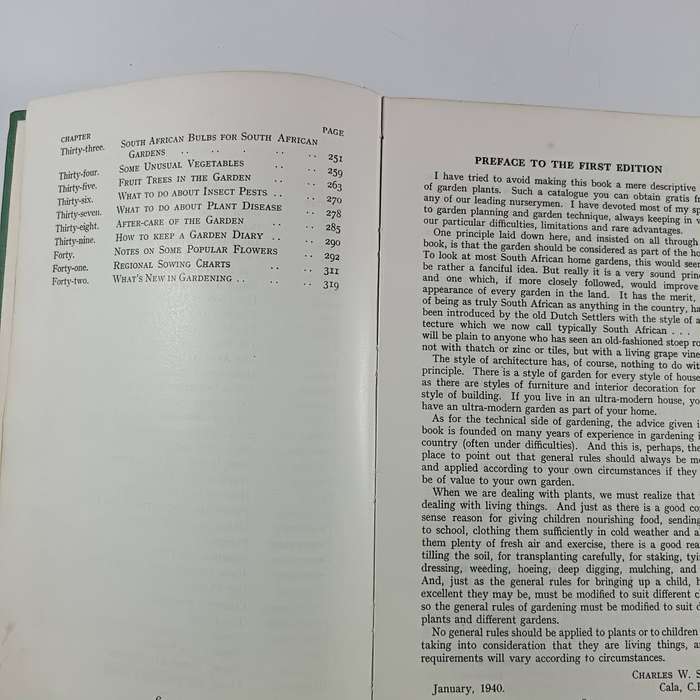 CHAPTER PAGE
Thirty-three. SOUTH AFRICAN BULBS FOR SOUTH AFRICAN
GARDENS .. .. .. .. .. 251
Thirty-four. SOME UNUSUAL VEGETABLES .. .. 259
Thirty-five. FRUIT TREES IN THE GARDEN .. .. 263
Thirty-six. WHAT TO DO ABOUT INSECT PESTS .. .. 270
Thirty-seven. WHAT TO DO ABOUT PLANT DISEASE .. 278
Thirty-eight. AFTER-CARE OF THE GARDEN .. .. 285
Thirty-nine. HOW TO KEEP A GARDEN DIARY .. .. 290
Forty. NOTES ON SOME POPULAR FLOWERS .. 292
Forty-one. REGIONAL SOWING CHARTS .. .. 311
Forty-two. WHAT'S NEW IN GARDENING .. .. .. 319
PREFACE TO THE FIRST EDITION
I have tried to avoid making this book a mere descriptive
of garden plants. Such a catalogue you can obtain gratis
any of our leading nurserymen. I have devoted most of my
to garden planning and garden technique, always keeping in
our particular difficulties, limitations and rare advantages.
One principle laid down here, and insisted on all through
book, is that the garden should be considered as part of the
To look at most South African home gardens, this would
be rather a fanciful idea. But really it is a very sound
and one which, if more closely followed, would improve
appearance of every garden in the land. It has the merit,
of being as truly South African as anything in the country,
been introduced by the old Dutch Settlers with the style of
tecture which we now call typically South African . . .
will be plain to anyone who has seen an old-fashioned stoep
not with thatch or zinc or tiles, but with a living grape
The style of architecture has, of course, nothing to do
principle. There is a style of garden for every style of
as there are styles of furniture and interior decoration for
style of building. If you live in an ultra-modern house,
have an ultra-modern garden as part of your home.
As for the technical side of gardening, the advice given
book is founded on many years of experience in gardening
country (often under difficulties). And this is, perhaps,
place to point out that general rules should always be
and applied according to your own circumstances if they
be of value to your own garden.
When we are dealing with plants, we must realize that
dealing with living things. And just as there is a good
sense reason for giving children nourishing food, sending
to school, clothing them sufficiently in cold weather and
them plenty of fresh air and exercise, there is a good
tilling the soil, for transplanting carefully, for staking,
dressing, weeding, hoeing, deep digging, mulching, and
And, just as the general rules for bringing up a child,
excellent they may be, must be modified to suit different
so the general rules of gardening must be modified to suit
plants and different gardens.
No general rules should be applied to plants or to children
taking into consideration that they are living things,
requirements will vary according to circumstances.
CHARLES W. S
January, 1940. Cala, C.